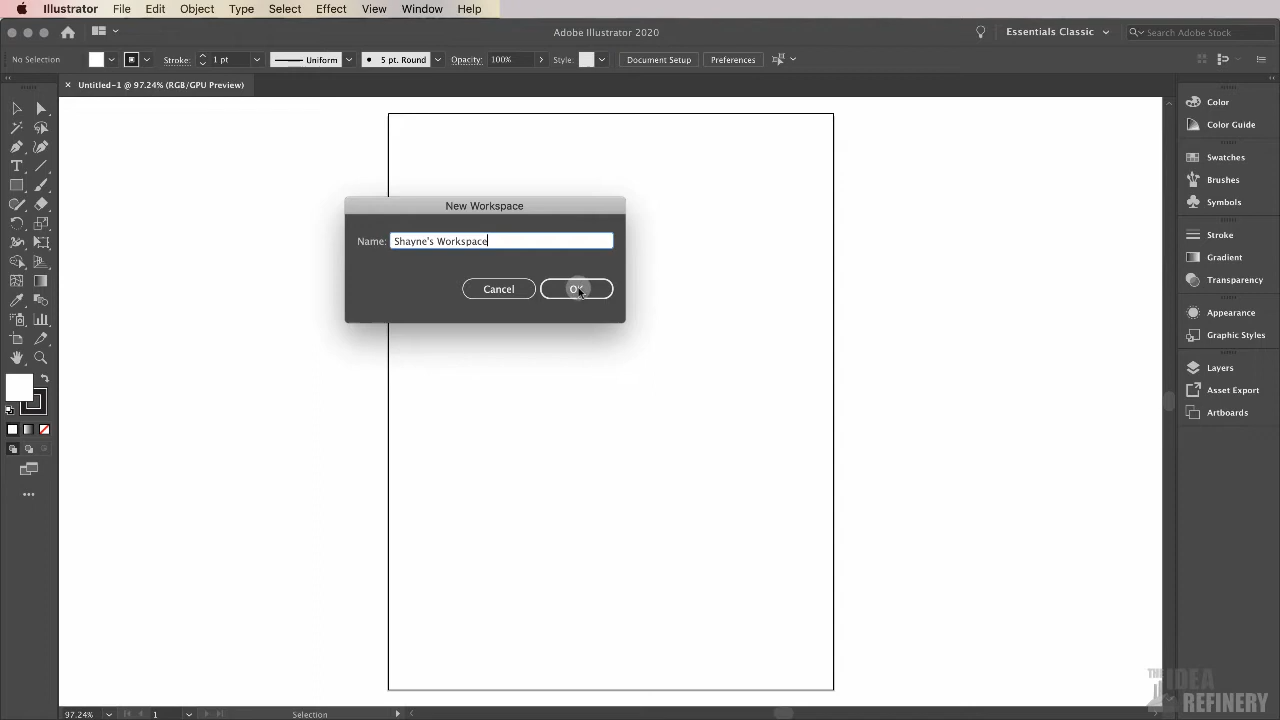 Illustrator File Edit Object Type Select Effect View Window Help
Adobe Illustrator 2020 Essentials Classic Search Adobe Stock
No Selection Stroke: 1 pt Uniform 5 pt. Round Opacity: 100% Style: Document Setup Preferences
Untitled-1 @ 97.24% (RGB/GPU Preview)
Color
Color Guide
Swatches
Brushes
Symbols
Stroke
Gradient
Transparency
Appearance
Graphic Styles
Layers
Asset Export
Artboards
New Workspace
Name: Shayne's Workspace
Cancel OK
THE IDEA
REFINERY
97.24% 1 Selection